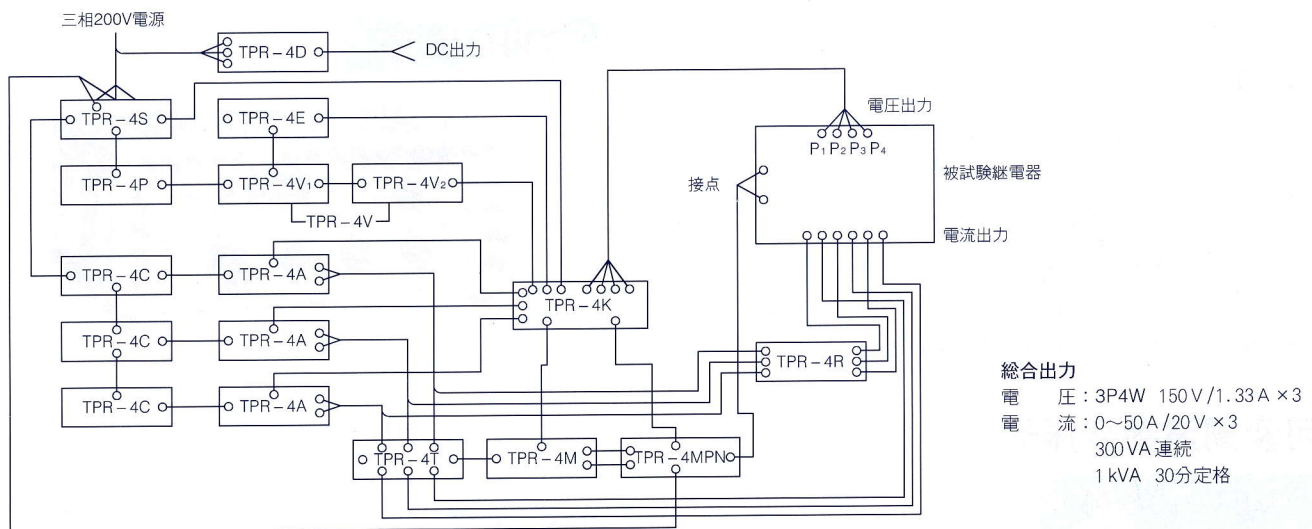 三相200V電源
TPR-4D
DC出力
TPR-4S
TPR-4E
TPR-4P
TPR-4V₁
TPR-4V₂
TPR-4V
TPR-4C
TPR-4A
TPR-4C
TPR-4A
TPR-4C
TPR-4A
TPR-4K
電圧出力
P₁ P₂ P₃ P₄
接点
被試験継電器
電流出力
TPR-4R
TPR-4T
TPR-4M
TPR-4MPN
総合出力
電 圧:3P4W 150V/1.33A×3
電 流:0~50A/20V×3
300VA連続
1kVA 30分定格